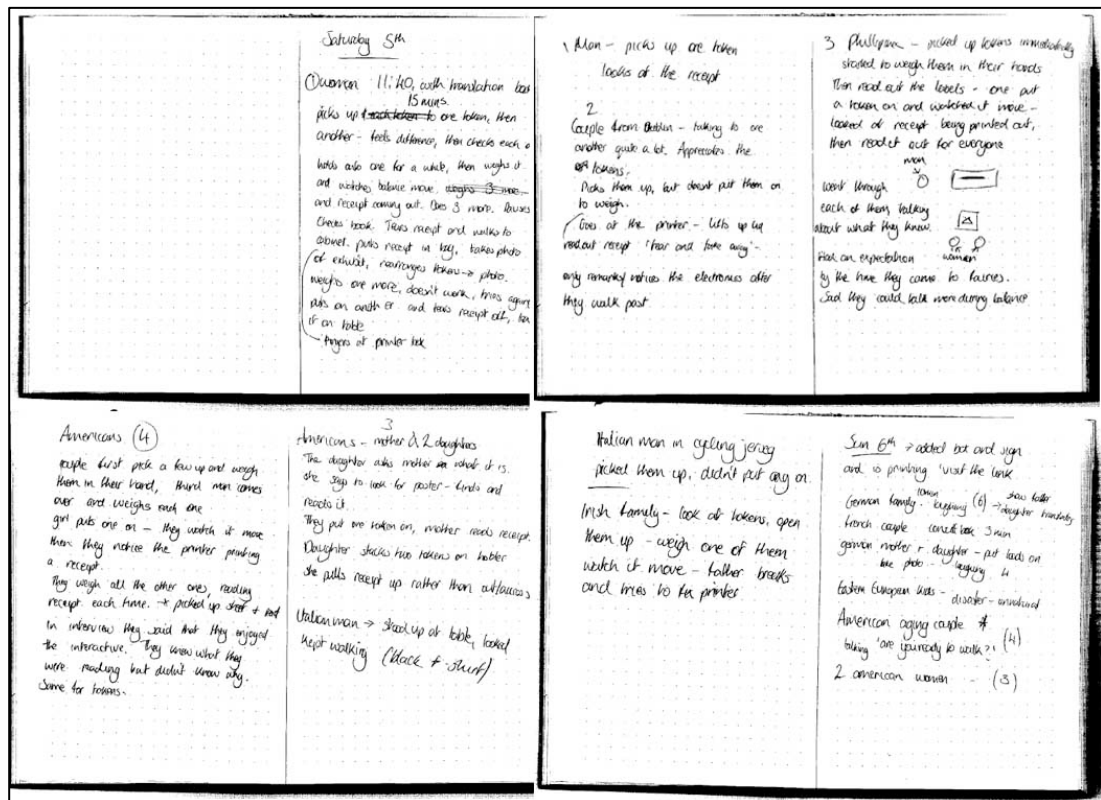 Saturday 5th
① women 11:40, with translation
15 mins.
picks up to one token, then
another - feels difference, then checks each
holds onto one for a while, then weighs it
and watches balance move.
and receipt coming out. Does 3 more. Pauses
Checks book. Tears receipt and walks to
cabinet. puts receipt in bag, takes photo
of exhibit, rearranges tokens → photo.
weighs one more, doesn't work, tries again
puts on another and tears receipt off,
it on table
fingers at printer
1 Man - picks up one token
looks at the receipt
2
Couple from Dublin - talking to one
another quite a lot. Appreciates the
tokens.
Picks them up, but doesnt put them on
to weigh.
Goes at the printer - lifts up
read out receipt 'tear and take away' -
only notices the electronics after
they walk past
3 - picked up tokens immediately
started to weigh them in their hands
Then read out the labels - one put
a token on and watched it move -
looked at receipt being printed out,
then read it out for everyone
man
went through
each of them talking
about what they know.
women
Had an expectation
by the time they came to
Said they could talk more during balance
Americans (4)
couple first pick a few up and weigh
them in their hand, third man comes
over and weighs each one
girl puts one on - they watch it move
then they notice the printer printing
a receipt.
They weigh all the other ones, reading
receipt each time. → picked up + read
In interview they said that they enjoyed
the interactive. They knew what they
were reading but didn't know why.
Same for tokens.
3
Americans - mother & 2 daughters
The daughter asks mother what it is.
She says to look for poster - finds and
reads it.
They put one token on, mother reads receipt.
Daughter stacks two tokens on holder
she pulls receipt up rather than
Italian man → stood up at table, looked
kept walking (black t-shirt)
Italian man in cycling jersey
picked them up, didn't put any on.
Irish family - look at tokens, open
them up - weigh one of them
watch it move - father breaks
and tries to fix printer
Sun 6th → added and sign
and is printing 'visit the
German family. laughing (6) →
token
daughter
french couple 3 min
german mother + daughter - put on
take photo - laughing 4
Eastern European kids - disaster -
American aging couple
talking 'are you ready to walk?' (4)
2 american women - (3)